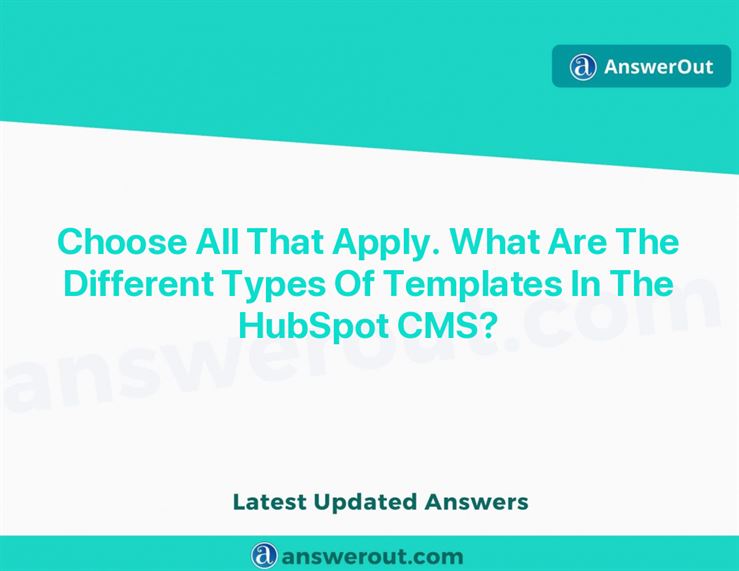 AnswerOut
Choose All That Apply. What Are The
Different Types Of Templates In The
HubSpot CMS?
answerout.com
Latest Updated Answers
answerout.com